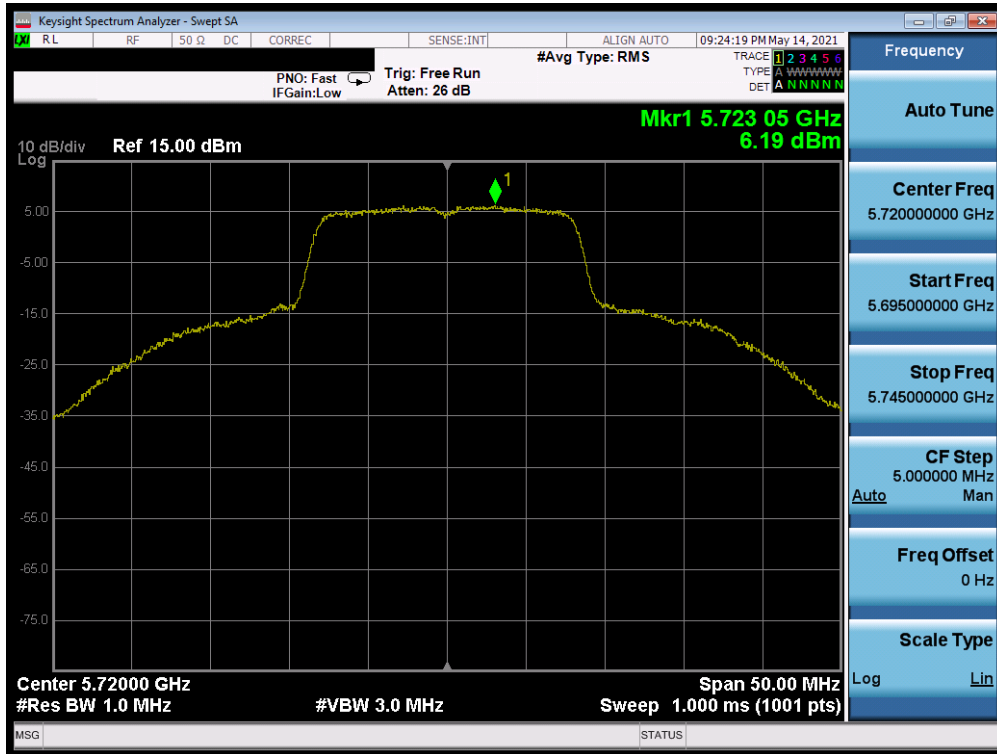 Keysight Spectrum Analyzer - Swept SA
LXI RL RF 50 Ω DC CORREC SENSE:INT ALIGN AUTO 09:24:19 PM May 14, 2021
#Avg Type: RMS TRACE 1 2 3 4 5 6
PNO: Fast Trig: Free Run TYPE A WWWWW
IFGain:Low Atten: 26 dB DET A N N N N N
Mkr1 5.723 05 GHz
6.19 dBm
10 dB/div Ref 15.00 dBm
Log
1
5.00
-5.00
-15.0
-25.0
-35.0
-45.0
-55.0
-65.0
-75.0
Center 5.72000 GHz Span 50.00 MHz
#Res BW 1.0 MHz #VBW 3.0 MHz Sweep 1.000 ms (1001 pts)
MSG STATUS
Frequency
Auto Tune
Center Freq
5.720000000 GHz
Start Freq
5.695000000 GHz
Stop Freq
5.745000000 GHz
CF Step
5.000000 MHz
Auto Man
Freq Offset
0 Hz
Scale Type
Log Lin